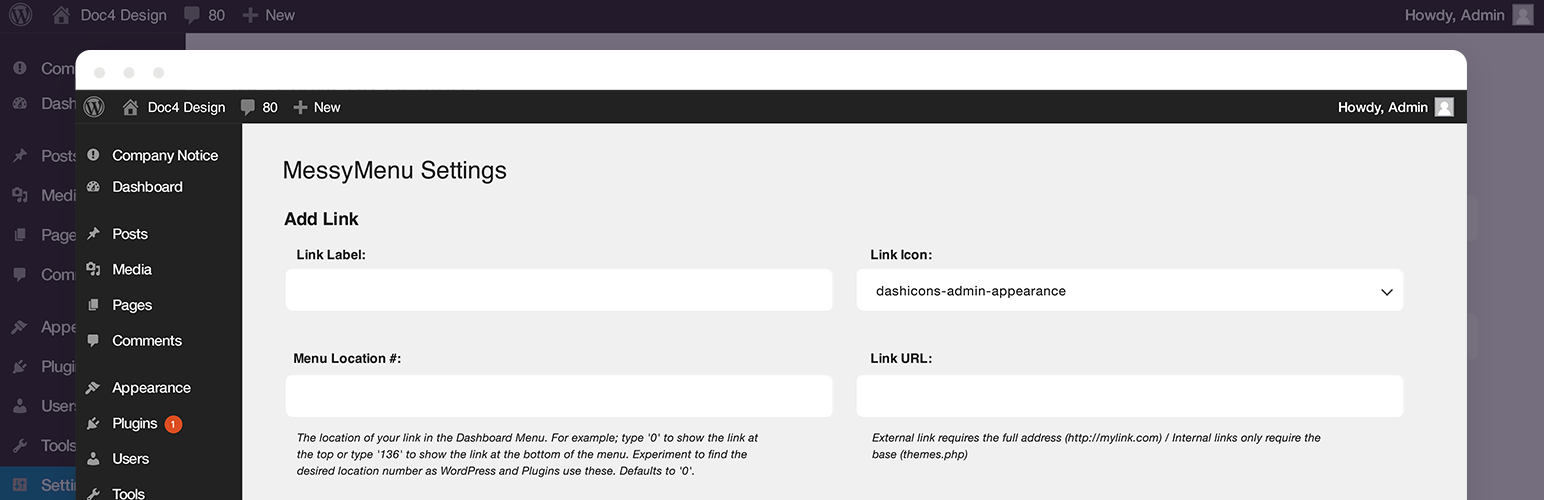 Doc4 Design 80 New Howdy, Admin
Com
Dash
Posts
Medi
Page
Com
Appe
Plugi
Users
Tools
Setti
Doc4 Design 80 New Howdy, Admin
Company Notice
Dashboard
Posts
Media
Pages
Comments
Appearance
Plugins 1
Users
Tools
MessyMenu Settings
Add Link
Link Label:
Link Icon:
dashicons-admin-appearance
Menu Location #:
Link URL:
The location of your link in the Dashboard Menu. For example; type '0' to show the link at
the top or type '136' to show the link at the bottom of the menu. Experiment to find the
desired location number as WordPress and Plugins use these. Defaults to '0'.
External link requires the full address (http://mylink.com) / Internal links only require the
base (themes.php)